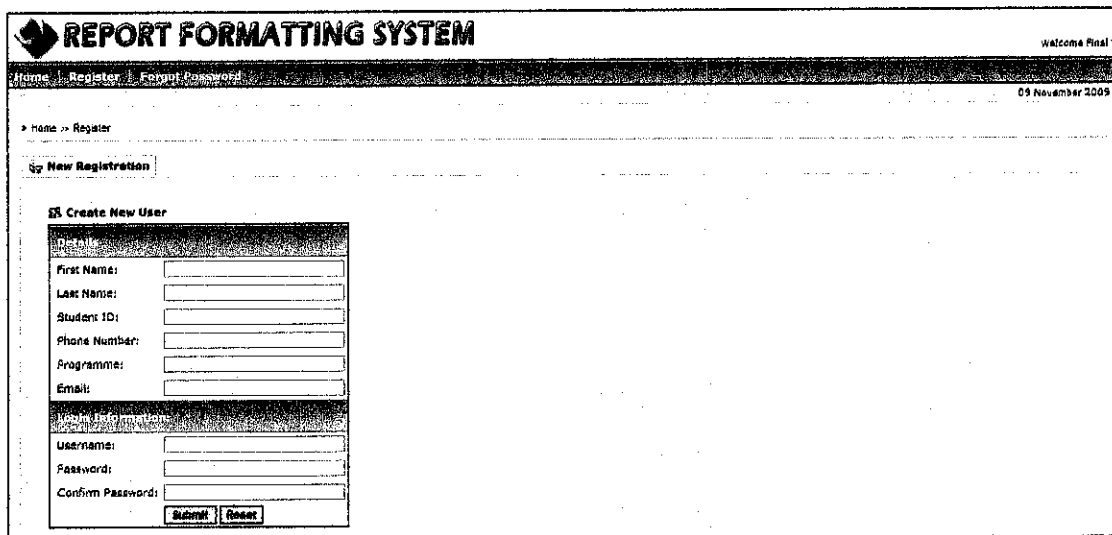 REPORT FORMATTING SYSTEM
Welcome Final
Home | Register | Forgot Password
09 November 2009
» Home » Register
New Registration
Create New User
Details
First Name:
Last Name:
Student ID:
Phone Number:
Programme:
Email:
Login Information
Username:
Password:
Confirm Password:
Submit Reset